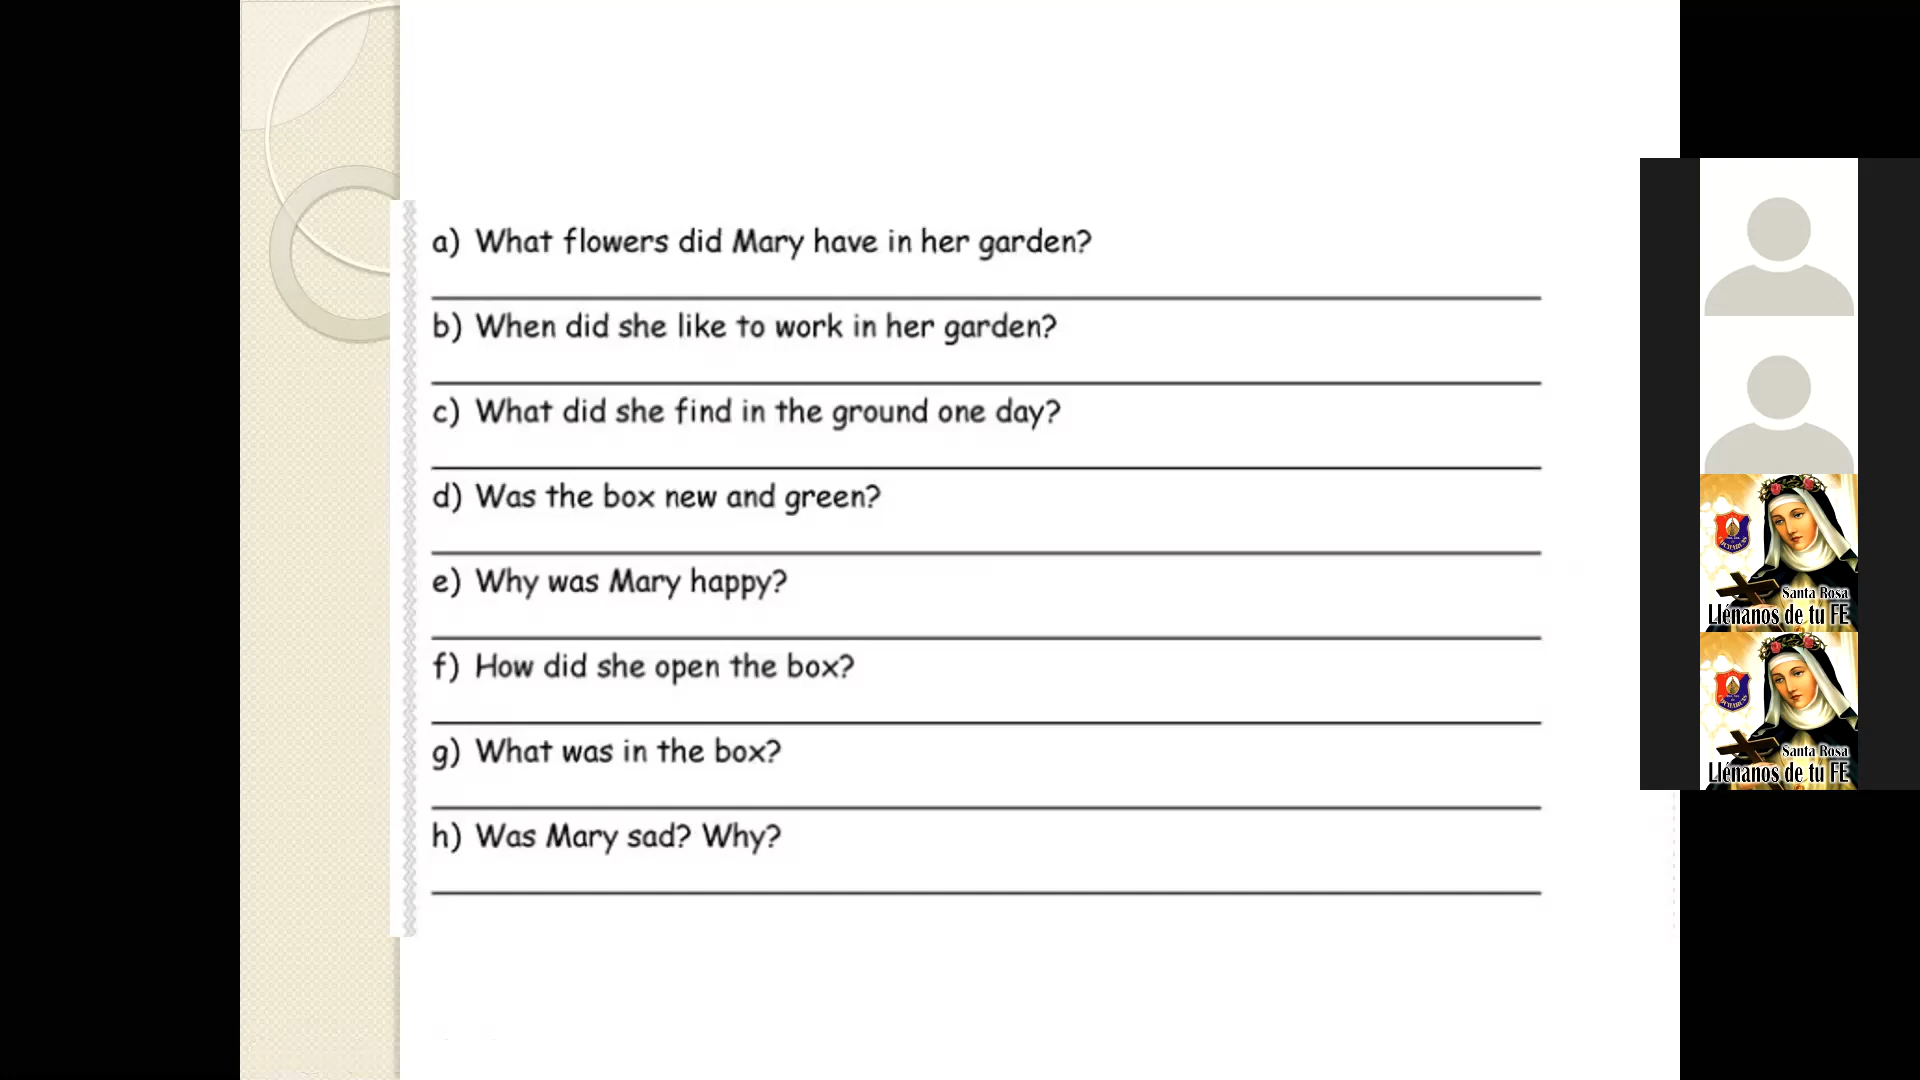 a) What flowers did Mary have in her garden?
b) When did she like to work in her garden?
c) What did she find in the ground one day?
d) Was the box new and green?
e) Why was Mary happy?
f) How did she open the box?
g) What was in the box?
h) Was Mary sad? Why?
Santa Rosa
Llénanos de tu FE
Santa Rosa
Llénanos de tu FE